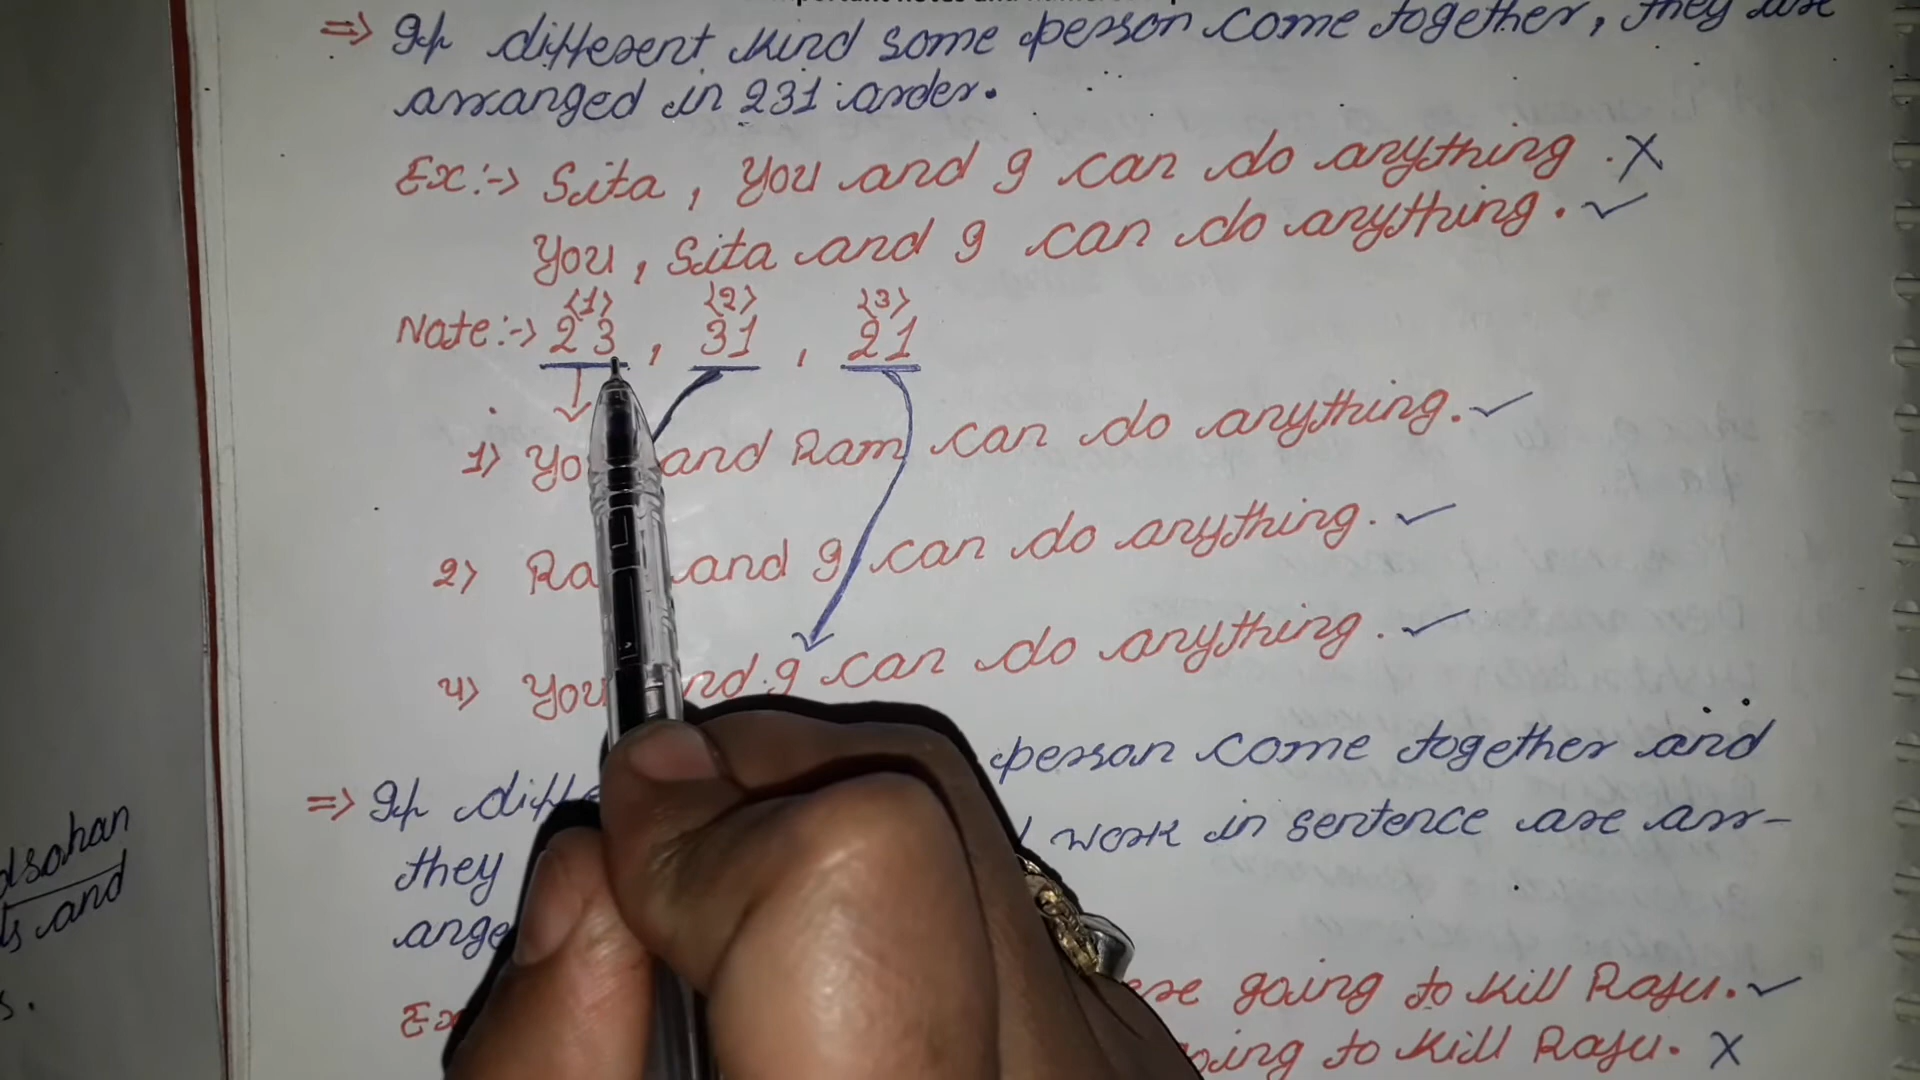 ⇒ If different kind some person come together, they are
arranged in 231 order.
Ex:→ Sita, You and I can do anything. X
You, Sita and I can do anything. ✓
<1> <2> <3>
Note:→ 23, 31, 21
1) You and Ram can do anything. ✓
2) Ra and I can do anything. ✓
4) You and I can do anything. ✓
⇒ If diffe person come together and
they work in sentence are arr-
ange
Ex going to kill Raju. ✓
going to kill Raju. X
and